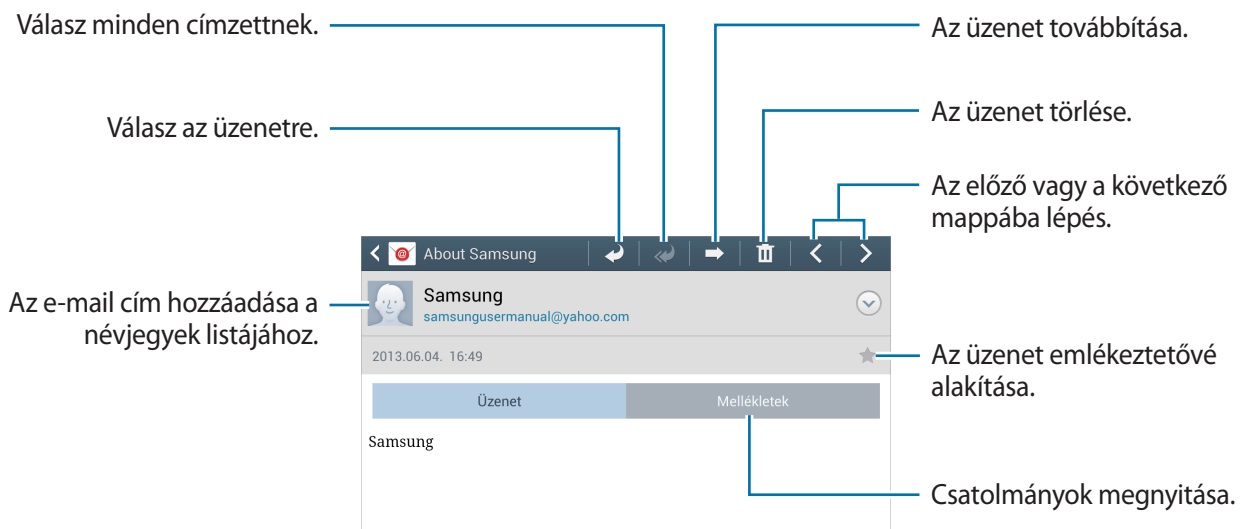 Válasz minden címzettnek.
Válasz az üzenetre.
Az e-mail cím hozzáadása a
névjegyek listájához.
Az üzenet továbbítása.
Az üzenet törlése.
Az előző vagy a következő
mappába lépés.
Az üzenet emlékeztetővé
alakítása.
Csatolmányok megnyitása.
About Samsung
Samsung
samsungusermanual@yahoo.com
2013.06.04. 16:49
Üzenet
Mellékletek
Samsung